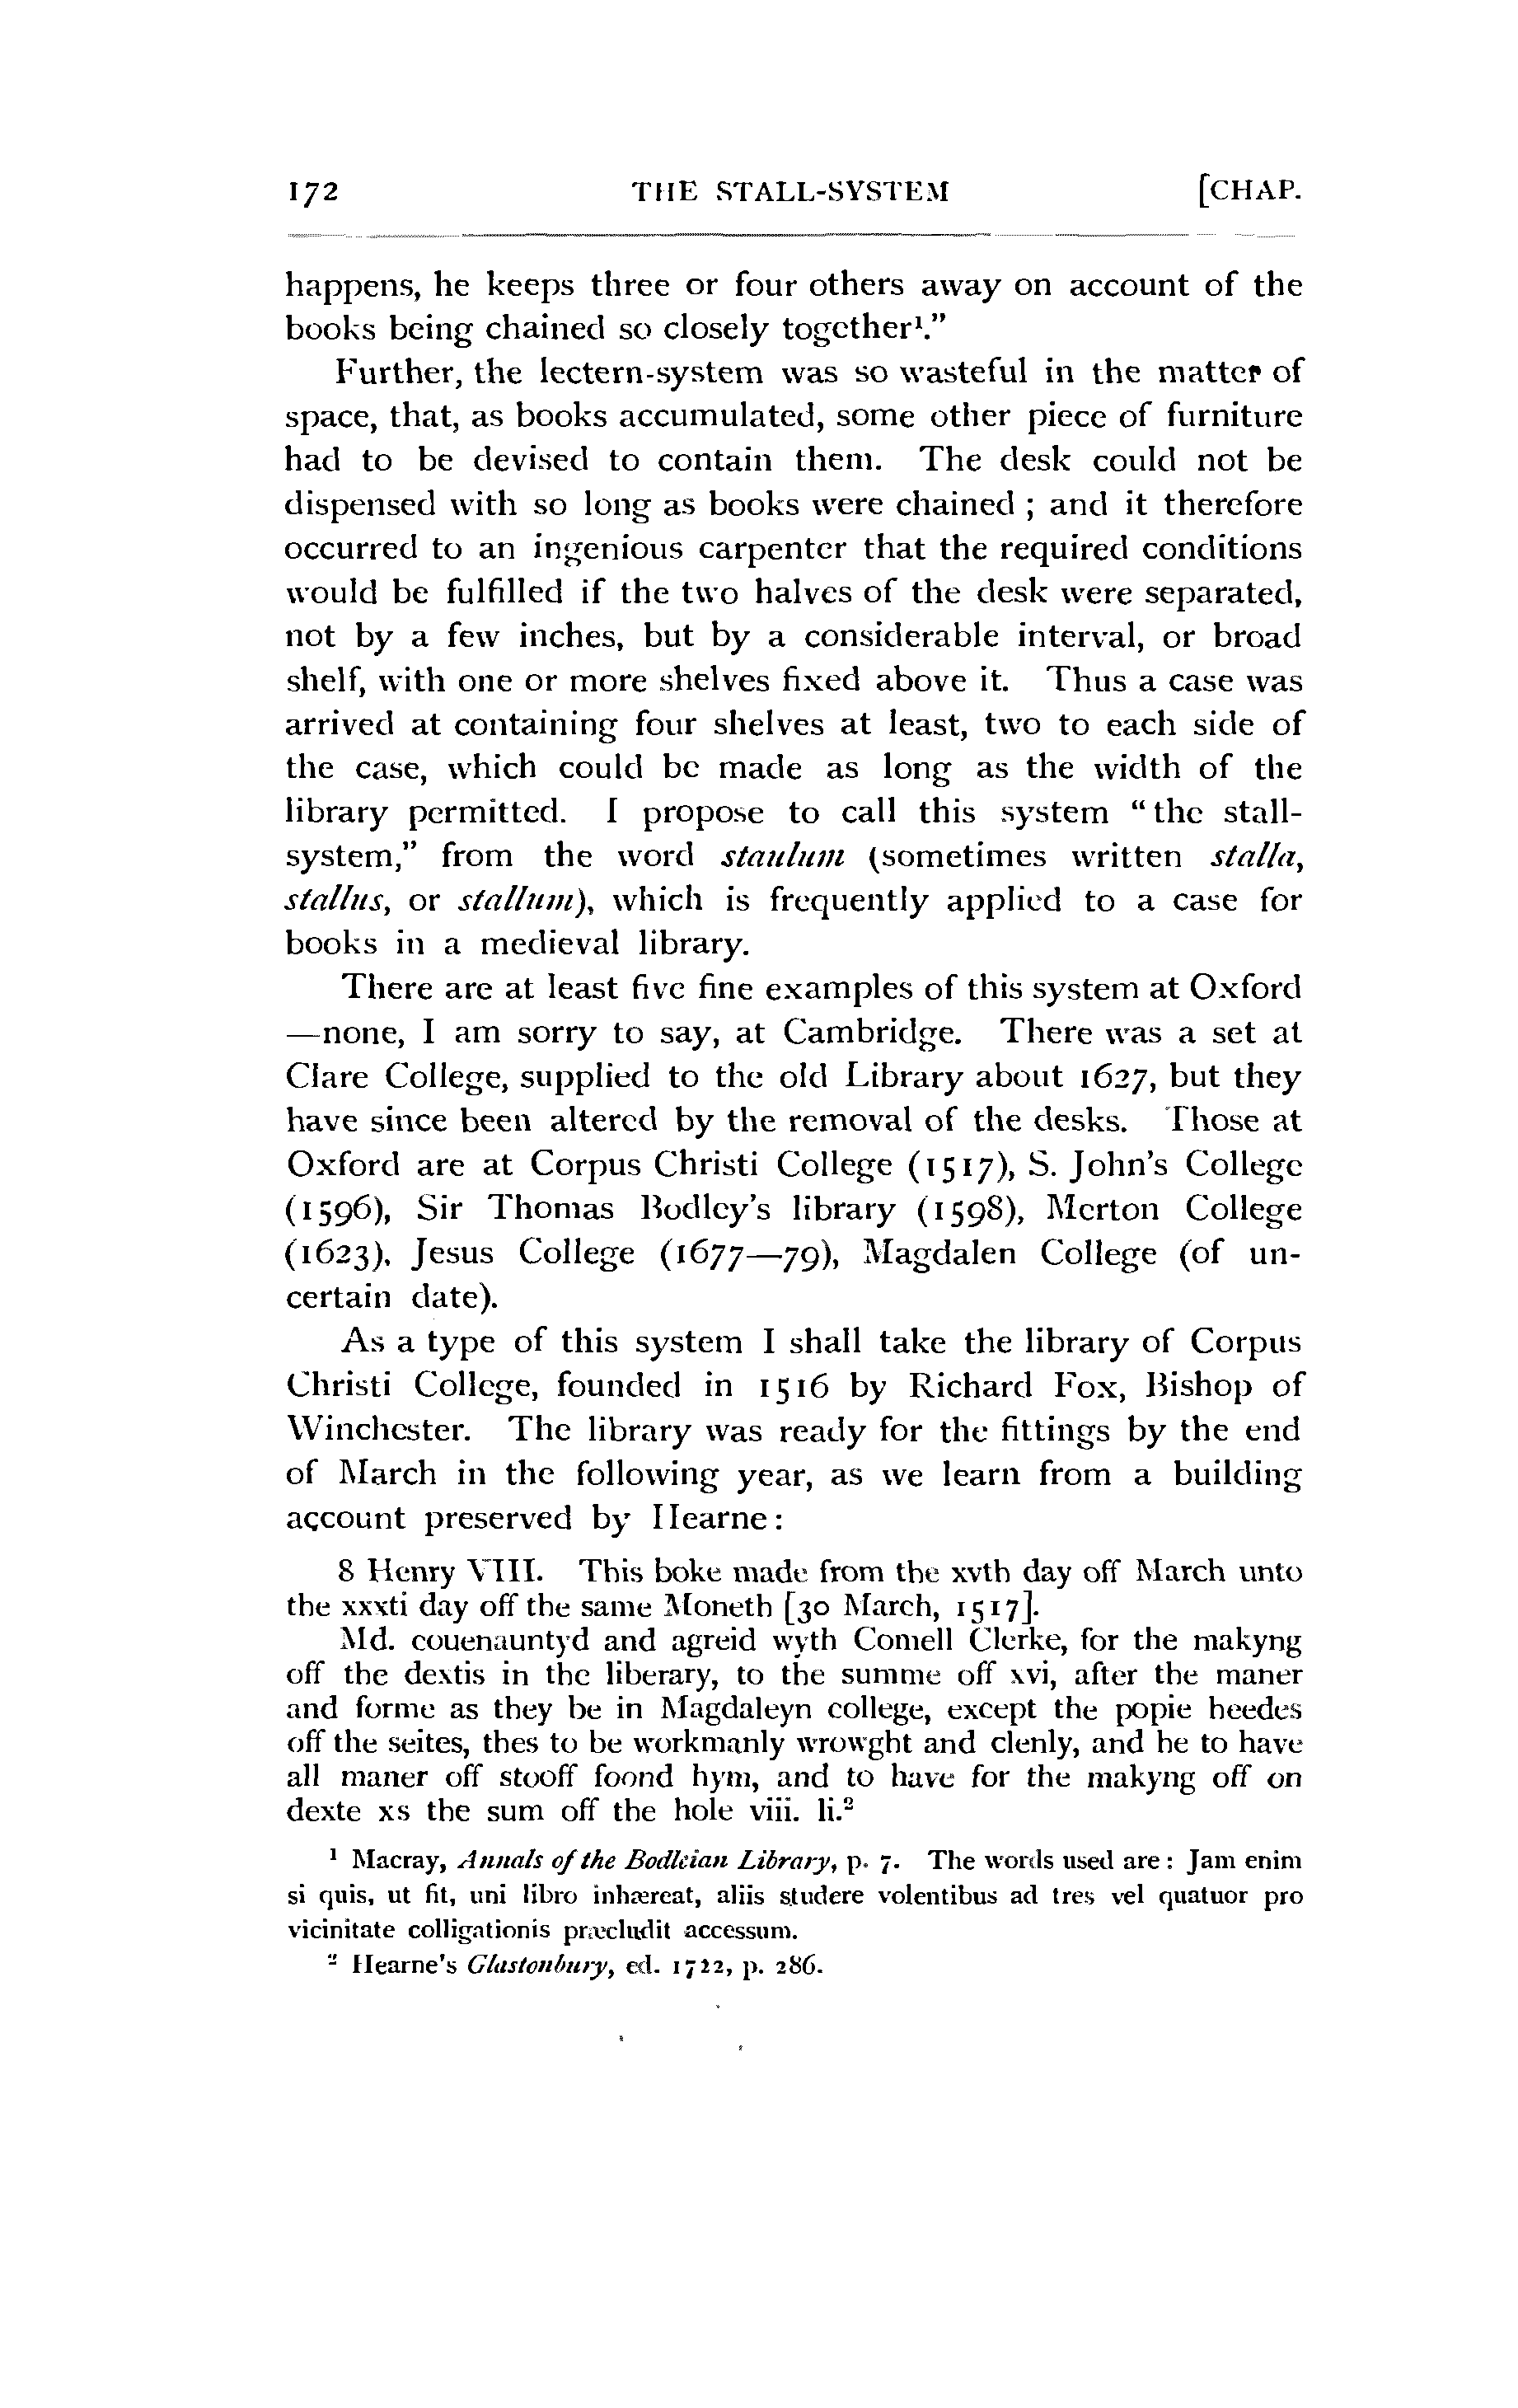 172 THE STALL-SYSTEM [CHAP.
happens, he keeps three or four others away on account of the
books being chained so closely together¹.”
Further, the lectern-system was so wasteful in the matter of
space, that, as books accumulated, some other piece of furniture
had to be devised to contain them. The desk could not be
dispensed with so long as books were chained ; and it therefore
occurred to an ingenious carpenter that the required conditions
would be fulfilled if the two halves of the desk were separated,
not by a few inches, but by a considerable interval, or broad
shelf, with one or more shelves fixed above it. Thus a case was
arrived at containing four shelves at least, two to each side of
the case, which could be made as long as the width of the
library permitted. I propose to call this system “the stall-
system,” from the word staulum (sometimes written stalla,
stallus, or stallum), which is frequently applied to a case for
books in a medieval library.
There are at least five fine examples of this system at Oxford
—none, I am sorry to say, at Cambridge. There was a set at
Clare College, supplied to the old Library about 1627, but they
have since been altered by the removal of the desks. Those at
Oxford are at Corpus Christi College (1517), S. John’s College
(1596), Sir Thomas Bodley’s library (1598), Merton College
(1623), Jesus College (1677—79), Magdalen College (of un-
certain date).
As a type of this system I shall take the library of Corpus
Christi College, founded in 1516 by Richard Fox, Bishop of
Winchester. The library was ready for the fittings by the end
of March in the following year, as we learn from a building
account preserved by Hearne:
8 Henry VIII. This boke made from the xvth day off March unto
the xxxti day off the same Moneth [30 March, 1517].
Md. couenauntyd and agreid wyth Comell Clerke, for the makyng
off the dextis in the liberary, to the summe off xvi, after the maner
and forme as they be in Magdaleyn college, except the popie heedes
off the seites, thes to be workmanly wrowght and clenly, and he to have
all maner off stooff foond hym, and to have for the makyng off on
dexte xs the sum off the hole viii. li.²
¹ Macray, Annals of the Bodleian Library, p. 7. The words used are: Jam enim
si quis, ut fit, uni libro inhæreat, aliis studere volentibus ad tres vel quatuor pro
vicinitate colligationis præcludit accessum.
² Hearne’s Glastonbury, ed. 1722, p. 286.